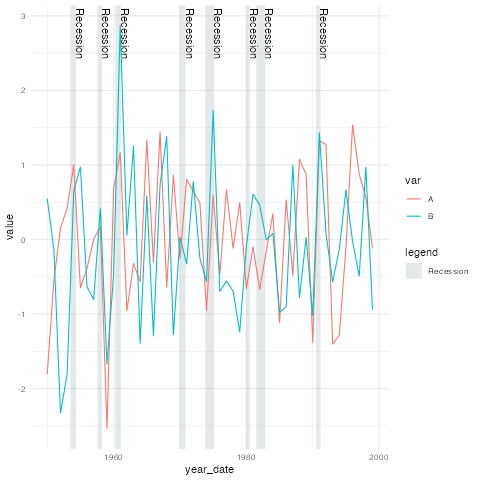 3
2
1
0
-1
-2
value
Recession
Recession
Recession
Recession
Recession
Recession
Recession
Recession
1960
1980
2000
year_date
var
A
B
legend
Recession